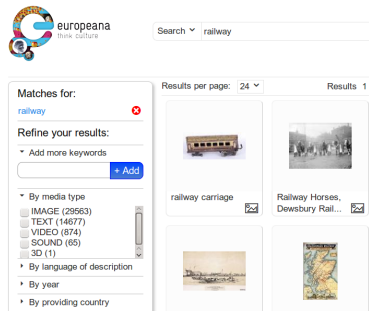 europeana
think culture
Search
railway
Matches for:
railway
Refine your results:
Add more keywords
+ Add
By media type
IMAGE (29563)
TEXT (14677)
VIDEO (874)
SOUND (65)
3D (1)
By language of description
By year
By providing country
Results per page: 24
Results 1
railway carriage
Railway Horses,
Dewsbury Rail...